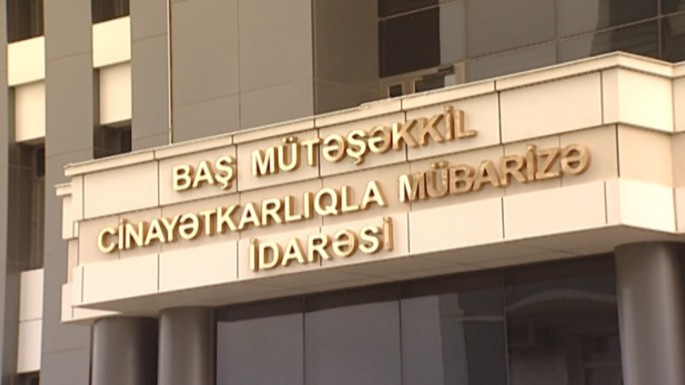 BAŞ MÜTƏŞƏKKİL
CİNAYƏTKARLIQLA MÜBARİZƏ
İDARƏSİ